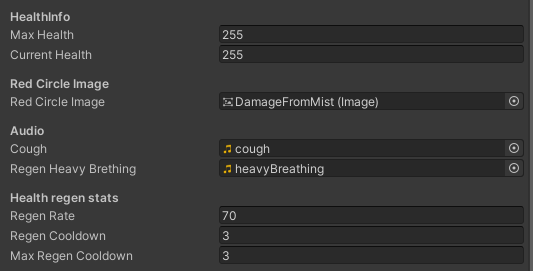 HealthInfo
Max Health 255
Current Health 255
Red Circle Image
Red Circle Image DamageFromMist (Image)
Audio
Cough cough
Regen Heavy Brething heavyBreathing
Health regen stats
Regen Rate 70
Regen Cooldown 3
Max Regen Cooldown 3